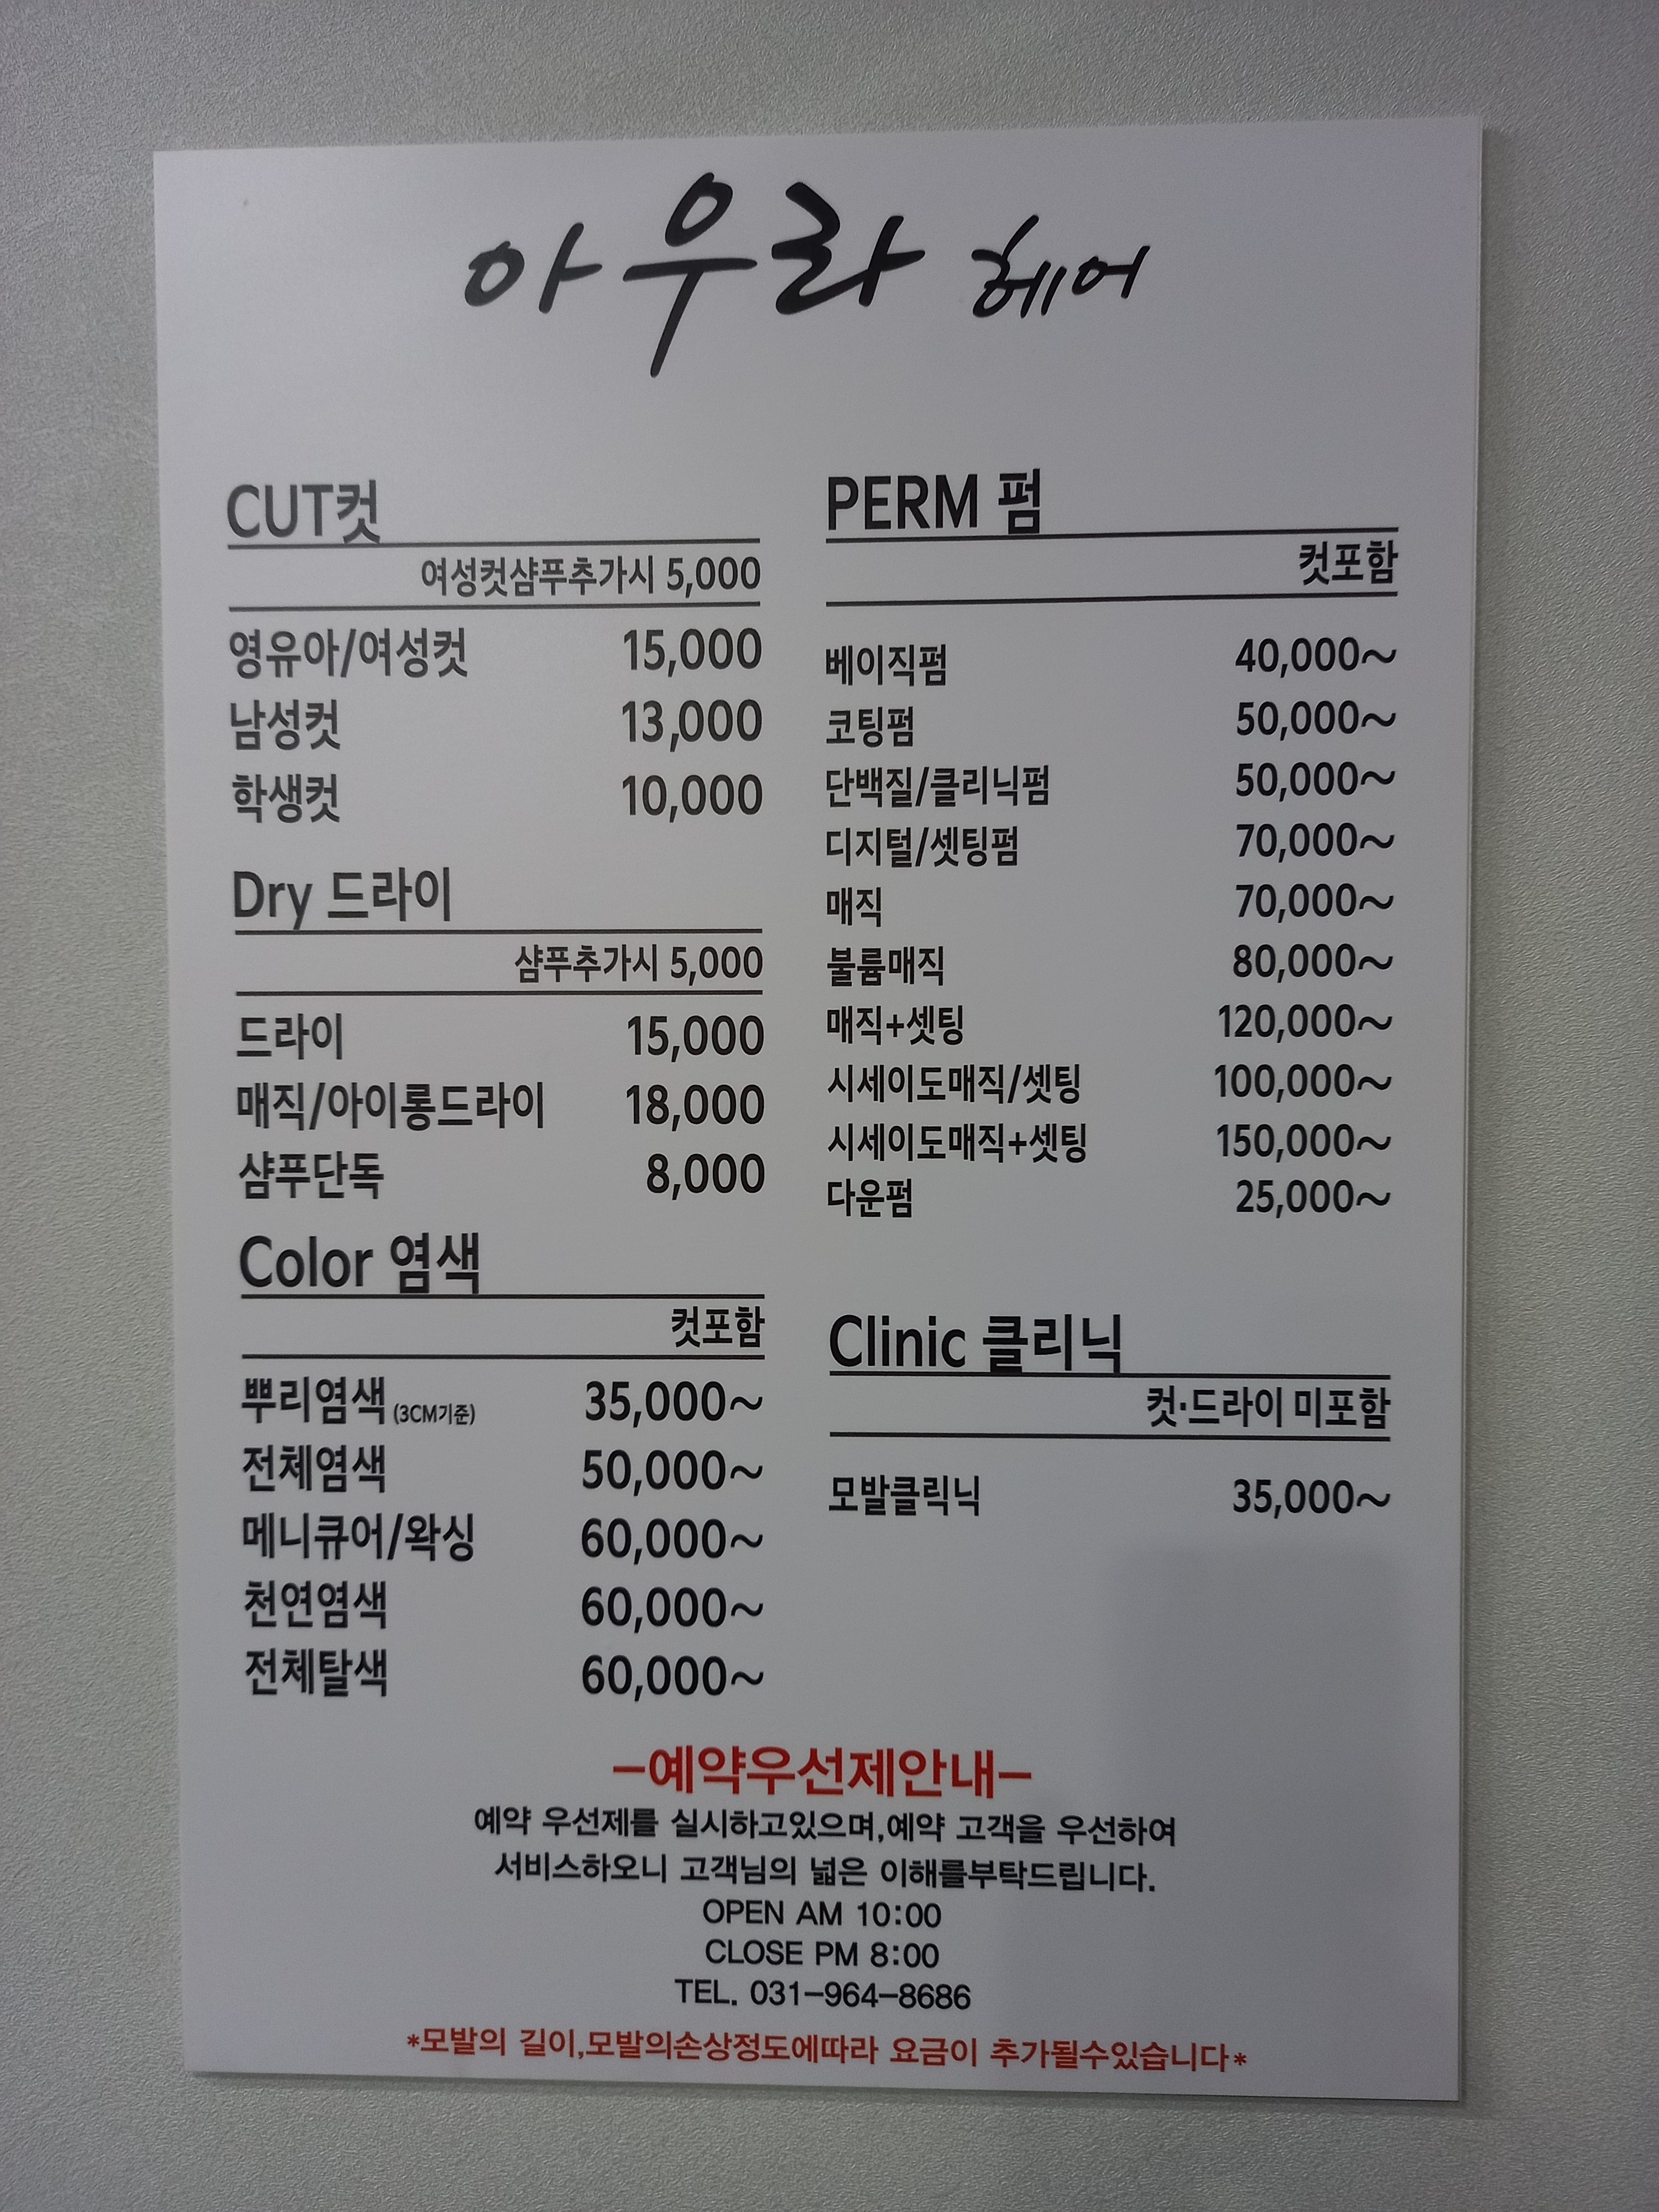 아우라 헤어
CUT컷
여성컷샴푸추가시 5,000
영유아/여성컷 15,000
남성컷 13,000
학생컷 10,000
Dry 드라이
샴푸추가시 5,000
드라이 15,000
매직/아이롱드라이 18,000
샴푸단독 8,000
Color 염색
컷포함
뿌리염색 (3CM기준) 35,000~
전체염색 50,000~
메니큐어/왁싱 60,000~
천연염색 60,000~
전체탈색 60,000~
PERM 펌
컷포함
베이직펌 40,000~
코팅펌 50,000~
단백질/클리닉펌 50,000~
디지털/셋팅펌 70,000~
매직 70,000~
불륨매직 80,000~
매직+셋팅 120,000~
시세이도매직/셋팅 100,000~
시세이도매직+셋팅 150,000~
다운펌 25,000~
Clinic 클리닉
컷·드라이 미포함
모발클릭닉 35,000~
-예약우선제안내-
예약 우선제를 실시하고있으며,예약 고객을 우선하여
서비스하오니 고객님의 넓은 이해를부탁드립니다.
OPEN AM 10:00
CLOSE PM 8:00
TEL. 031-964-8686
*모발의 길이,모발의손상정도에따라 요금이 추가될수있습니다*